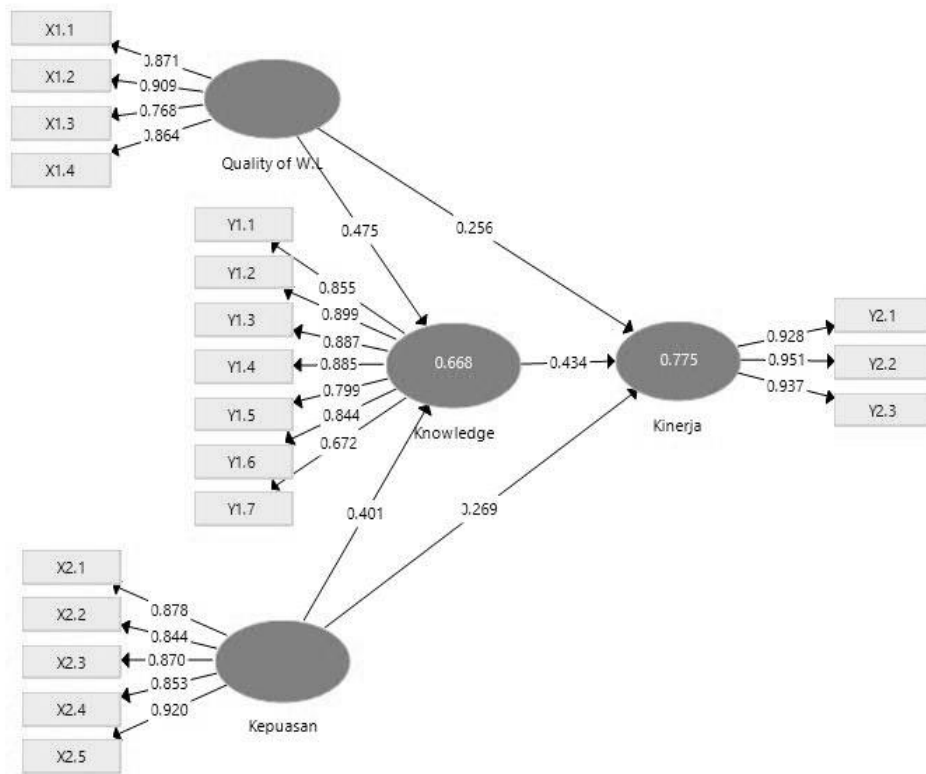 X1.1
X1.2
X1.3
X1.4
0.871
0.909
0.768
0.864
Quality of W.L
0.475
0.256
Y1.1
Y1.2
Y1.3
Y1.4
Y1.5
Y1.6
Y1.7
0.855
0.899
0.887
0.885
0.799
0.844
0.672
0.668
Knowledge
0.434
0.775
Kinerja
0.928
0.951
0.937
Y2.1
Y2.2
Y2.3
0.401
0.269
X2.1
X2.2
X2.3
X2.4
X2.5
0.878
0.844
0.870
0.853
0.920
Kepuasan